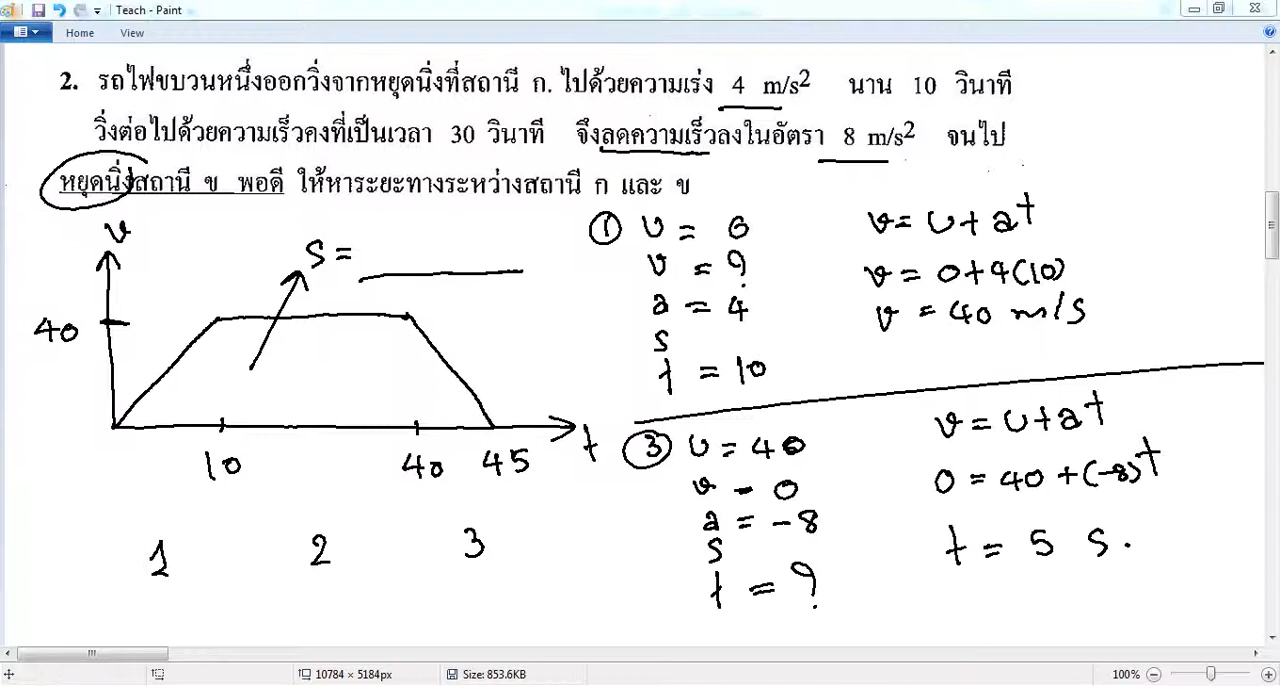 Teach - Paint
Home View
2. รถไฟขบวนหนึ่งออกวิ่งจากหยุดนิ่งที่สถานี ก. ไปด้วยความเร่ง 4 m/s2 นาน 10 วินาที
วิ่งต่อไปด้วยความเร็วคงที่เป็นเวลา 30 วินาที จึงลดความเร็วลงในอัตรา 8 m/s2 จนไป
หยุดนิ่งสถานี ข พอดี ให้หาระยะทางระหว่างสถานี ก และ ข
v
S =
40
10 40 45 t
1 2 3
① u = 0
v = ?
a = 4
s
t = 10
v = u + at
v = 0+4(10)
v = 40 m/s
③ u = 40
v = 0
a = -8
s
t = ?
v = u + at
0 = 40 + (-8)t
t = 5 s.
10784 × 5184px Size: 853.6KB 100%